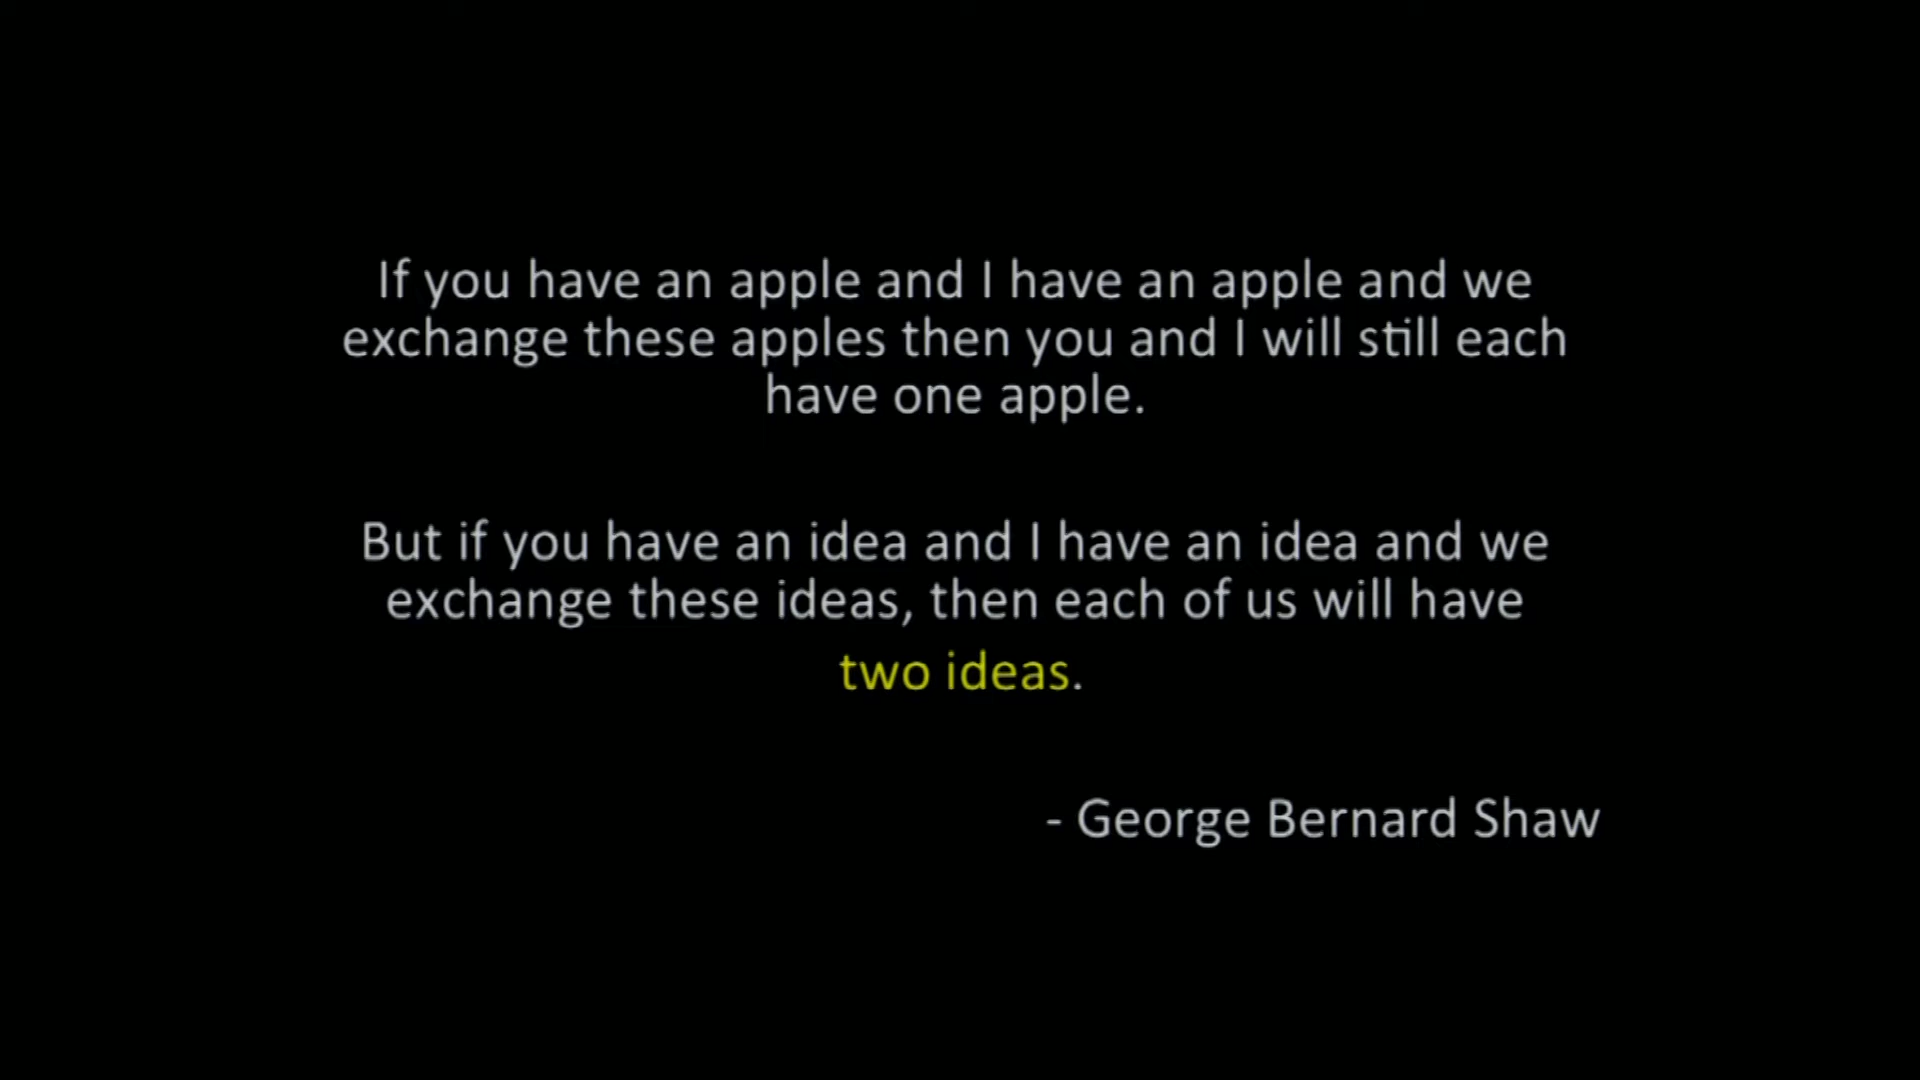 If you have an apple and I have an apple and we
exchange these apples then you and I will still each
have one apple.
But if you have an idea and I have an idea and we
exchange these ideas, then each of us will have
two ideas.
- George Bernard Shaw